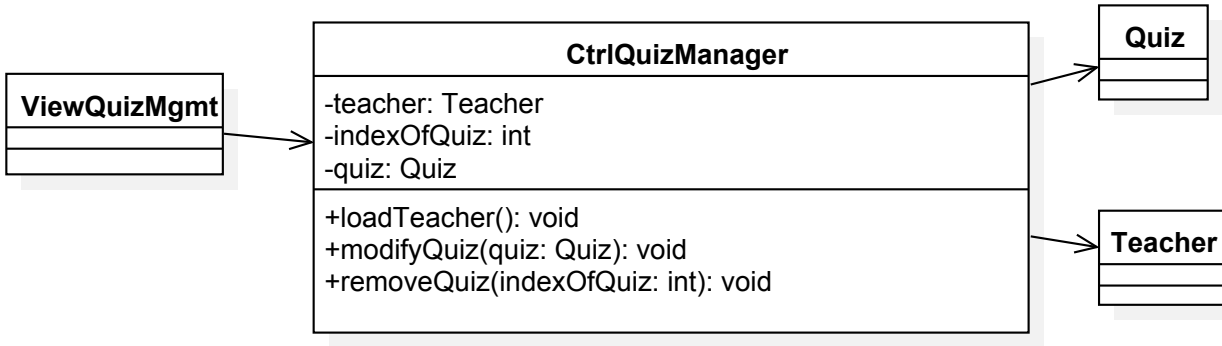 ViewQuizMgmt
CtrlQuizManager
-teacher: Teacher
-indexOfQuiz: int
-quiz: Quiz
+loadTeacher(): void
+modifyQuiz(quiz: Quiz): void
+removeQuiz(indexOfQuiz: int): void
Quiz
Teacher